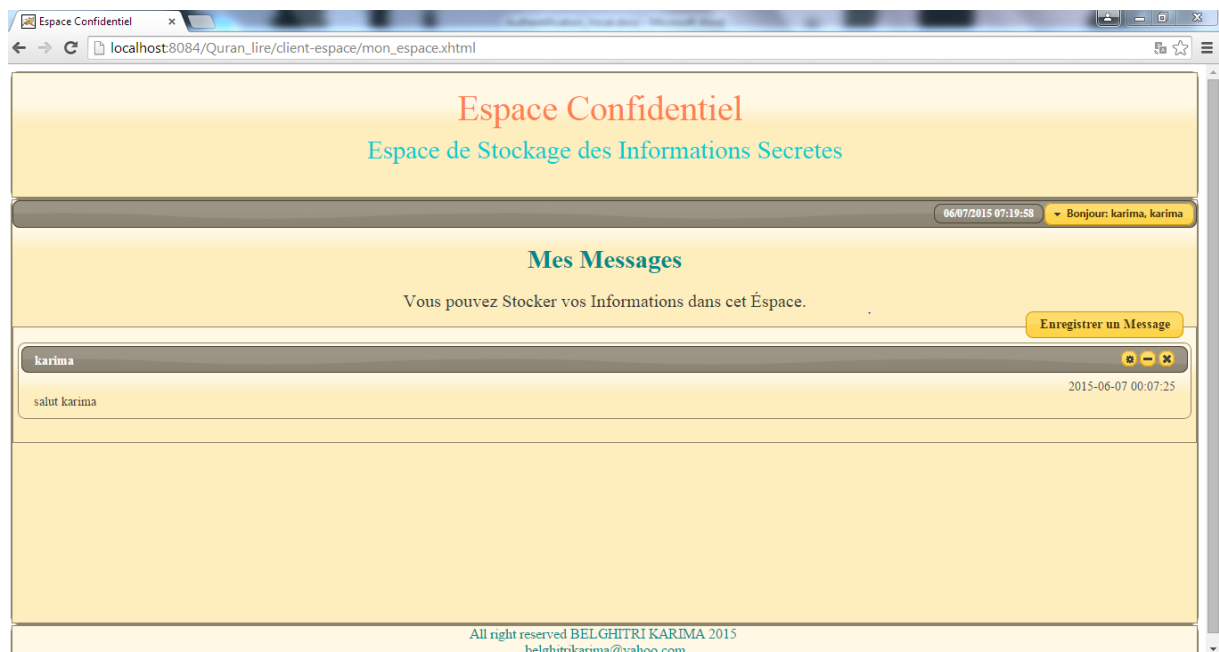 Espace Confidentiel
localhost:8084/Quran_lire/client-espace/mon_espace.xhtml
Espace Confidentiel
Espace de Stockage des Informations Secretes
06/07/2015 07:19:58 Bonjour: karima, karima
Mes Messages
Vous pouvez Stocker vos Informations dans cet Éspace.
Enregistrer un Message
karima
2015-06-07 00:07:25
salut karima
All right reserved BELGHITRI KARIMA 2015
belghitrikarima@yahoo.com